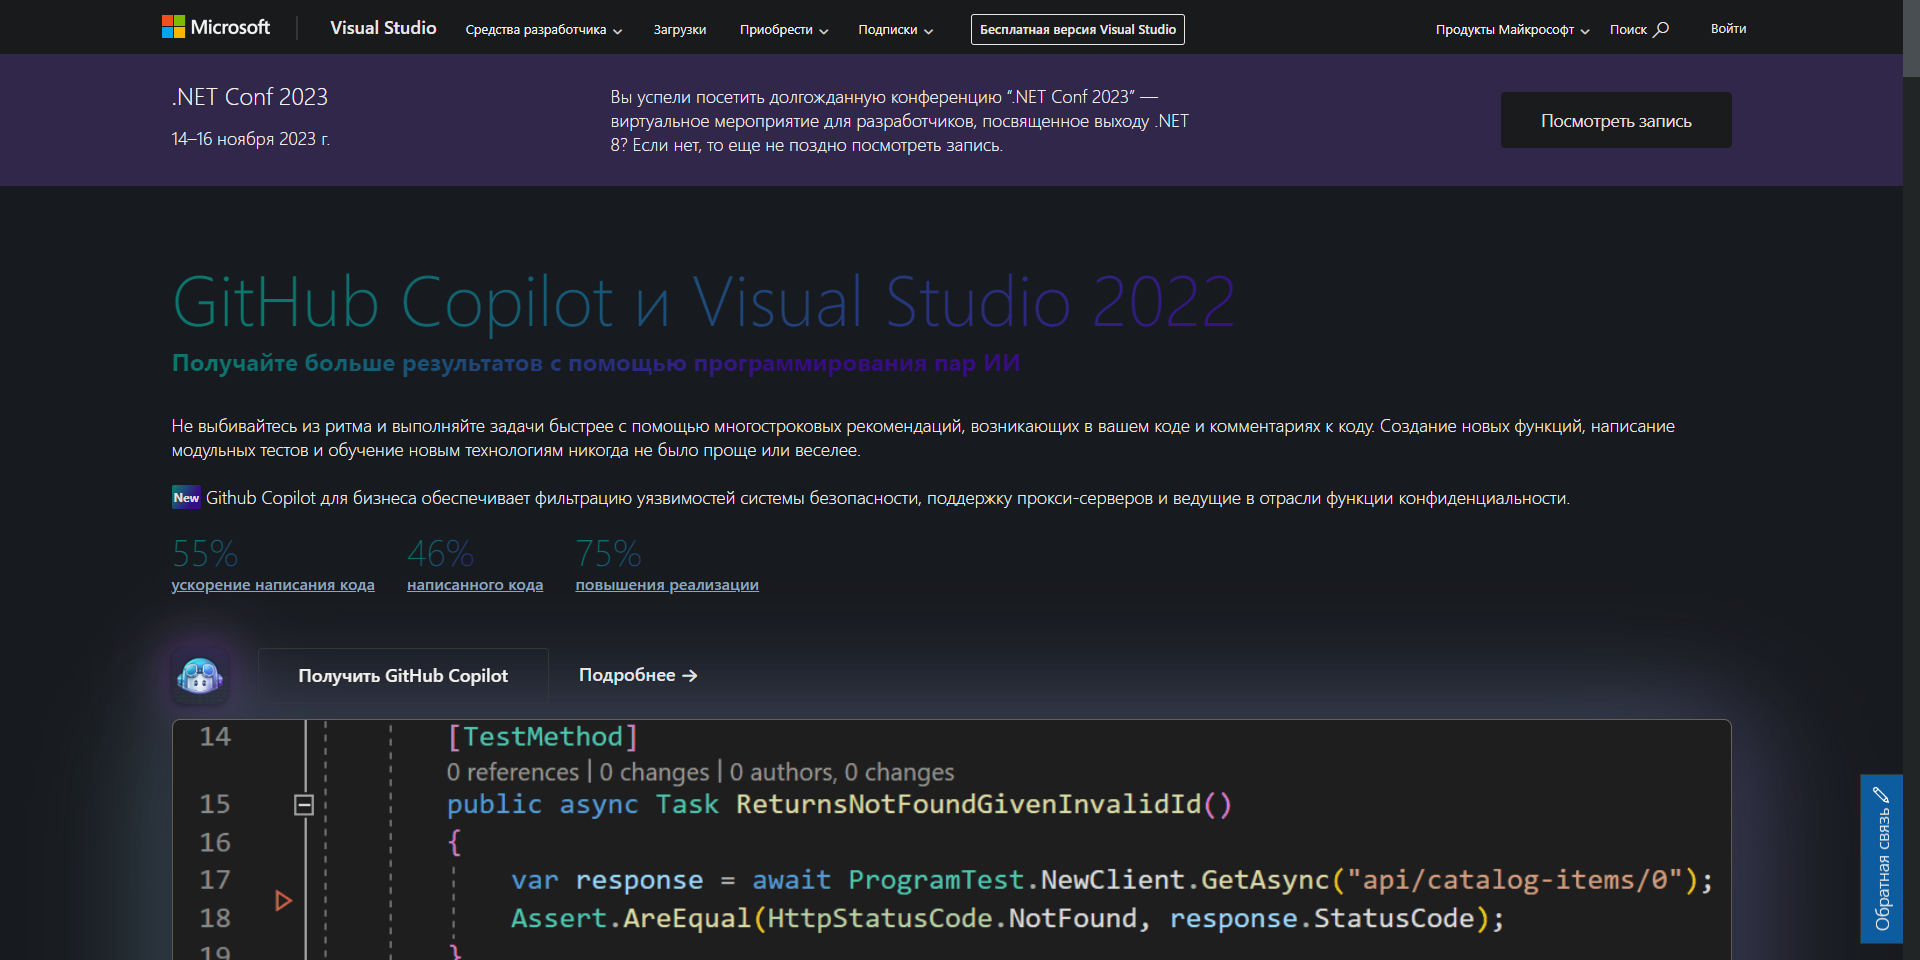 Microsoft
Visual Studio
Средства разработчика
Загрузки
Приобрести
Подписки
Бесплатная версия Visual Studio
Продукты Майкрософт
Поиск
Войти
.NET Conf 2023
14–16 ноября 2023 г.
Вы успели посетить долгожданную конференцию “.NET Conf 2023” —
виртуальное мероприятие для разработчиков, посвященное выходу .NET
8? Если нет, то еще не поздно посмотреть запись.
Посмотреть запись
GitHub Copilot и Visual Studio 2022
Получайте больше результатов с помощью программирования пар ИИ
Не выбивайтесь из ритма и выполняйте задачи быстрее с помощью многостроковых рекомендаций, возникающих в вашем коде и комментариях к коду. Создание новых функций, написание
модульных тестов и обучение новым технологиям никогда не было проще или веселее.
New Github Copilot для бизнеса обеспечивает фильтрацию уязвимостей системы безопасности, поддержку прокси-серверов и ведущие в отрасли функции конфиденциальности.
55%
ускорение написания кода
46%
написанного кода
75%
повышения реализации
Получить GitHub Copilot
Подробнее →
14 [TestMethod]
0 references | 0 changes | 0 authors, 0 changes
15 public async Task ReturnsNotFoundGivenInvalidId()
16 {
17 var response = await ProgramTest.NewClient.GetAsync("api/catalog-items/0");
18 Assert.AreEqual(HttpStatusCode.NotFound, response.StatusCode);
19 }
Обратная связь